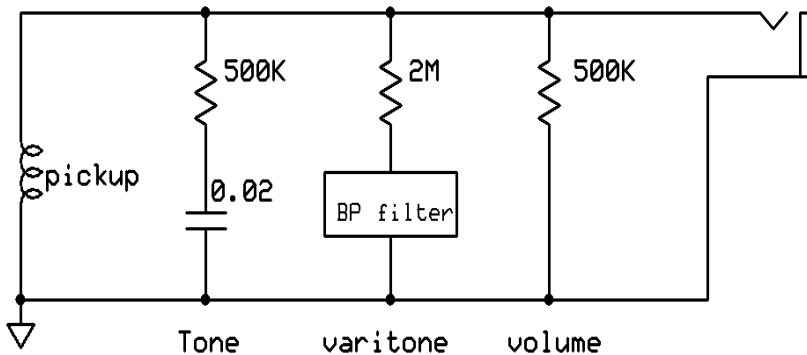 500K
2M
500K
pickup
0.02
BP filter
Tone
varitone
volume